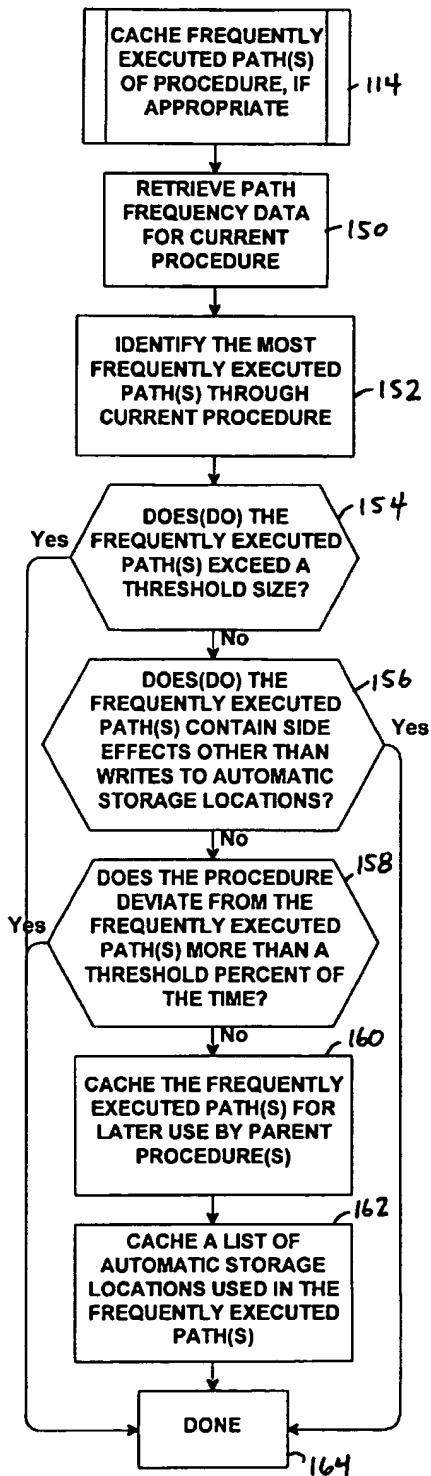 CACHE FREQUENTLY
EXECUTED PATH(S)
OF PROCEDURE, IF
APPROPRIATE
114
RETRIEVE PATH
FREQUENCY DATA
FOR CURRENT
PROCEDURE
150
IDENTIFY THE MOST
FREQUENTLY EXECUTED
PATH(S) THROUGH
CURRENT PROCEDURE
152
154
Yes
DOES(DO) THE
FREQUENTLY EXECUTED
PATH(S) EXCEED A
THRESHOLD SIZE?
No
156
DOES(DO) THE
FREQUENTLY EXECUTED
PATH(S) CONTAIN SIDE
EFFECTS OTHER THAN
WRITES TO AUTOMATIC
STORAGE LOCATIONS?
Yes
No
158
DOES THE PROCEDURE
DEVIATE FROM THE
FREQUENTLY EXECUTED
PATH(S) MORE THAN A
THRESHOLD PERCENT OF
THE TIME?
Yes
No
160
CACHE THE FREQUENTLY
EXECUTED PATH(S) FOR
LATER USE BY PARENT
PROCEDURE(S)
162
CACHE A LIST OF
AUTOMATIC STORAGE
LOCATIONS USED IN THE
FREQUENTLY EXECUTED
PATH(S)
DONE
164